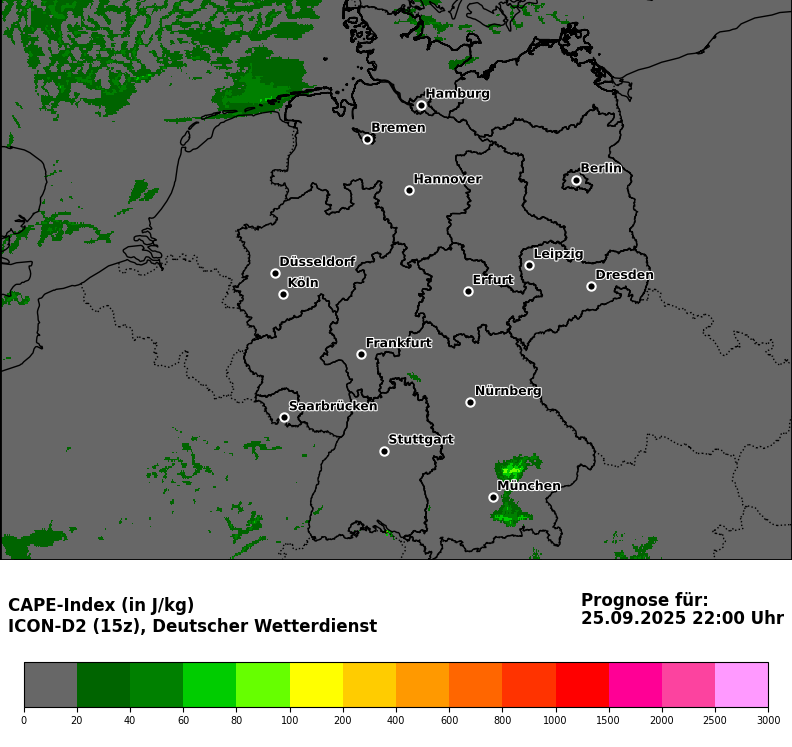 Hamburg
Bremen
Berlin
Hannover
Leipzig
Düsseldorf
Dresden
Erfurt
Köln
Frankfurt
Nürnberg
Saarbrücken
Stuttgart
München
CAPE-Index (in J/kg)
ICON-D2 (15z), Deutscher Wetterdienst
Prognose für:
25.09.2025 22:00 Uhr
0 20 40 60 80 100 200 400 600 800 1000 1500 2000 2500 3000